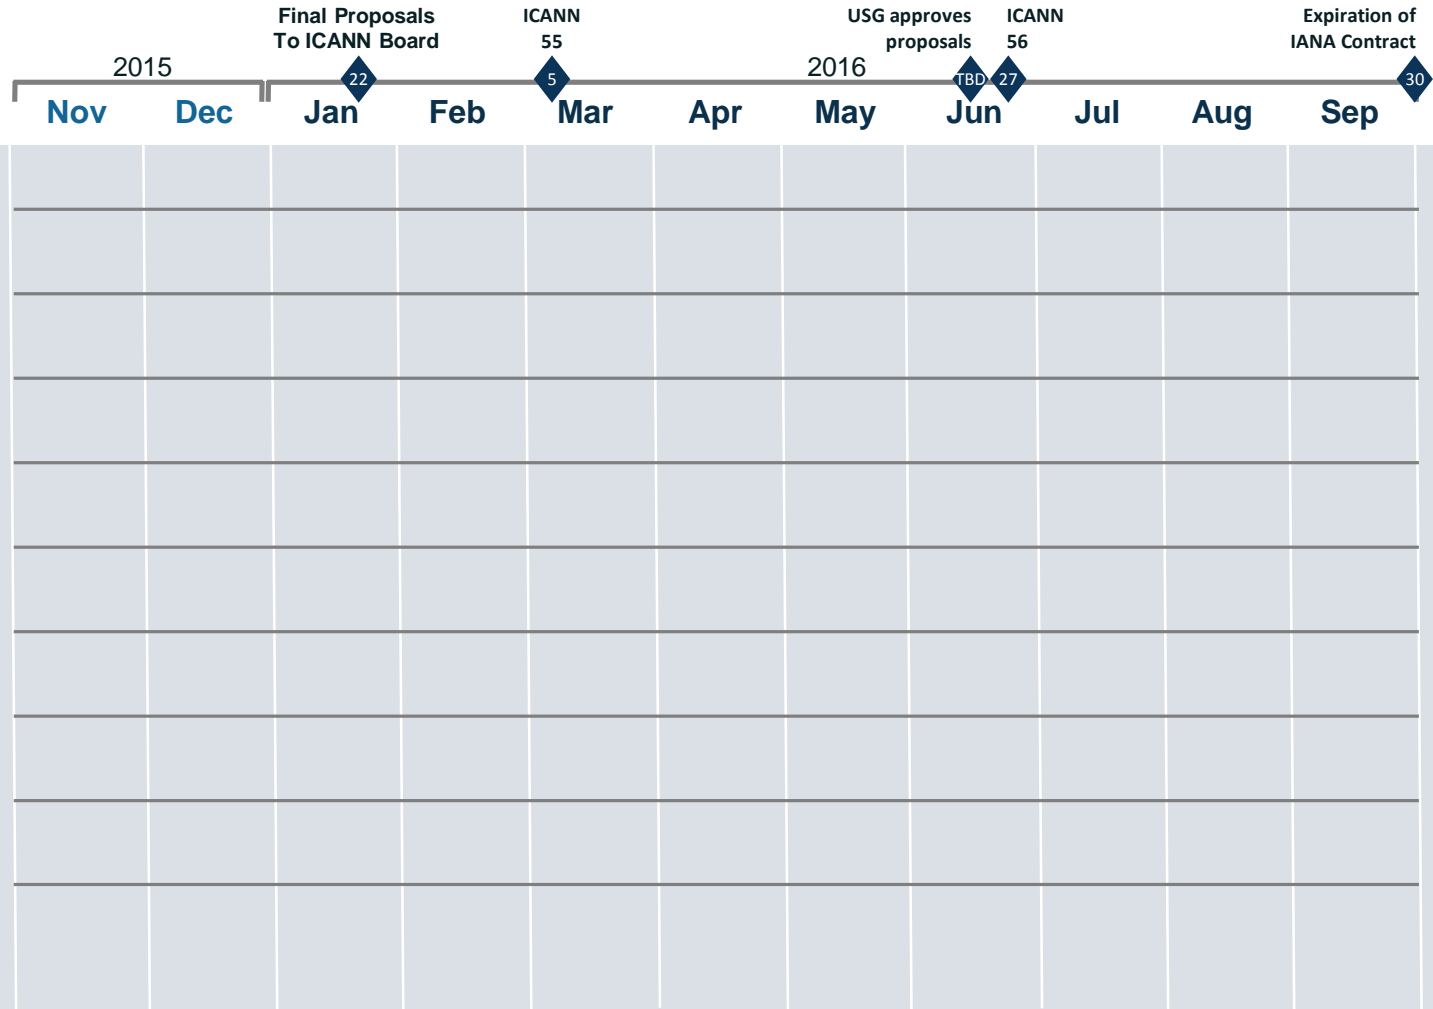 Final Proposals
To ICANN Board
ICANN
55
USG approves
proposals
ICANN
56
Expiration of
IANA Contract
2015
2016
22
5
TBD
27
30
Nov Dec Jan Feb Mar Apr May Jun Jul Aug Sep